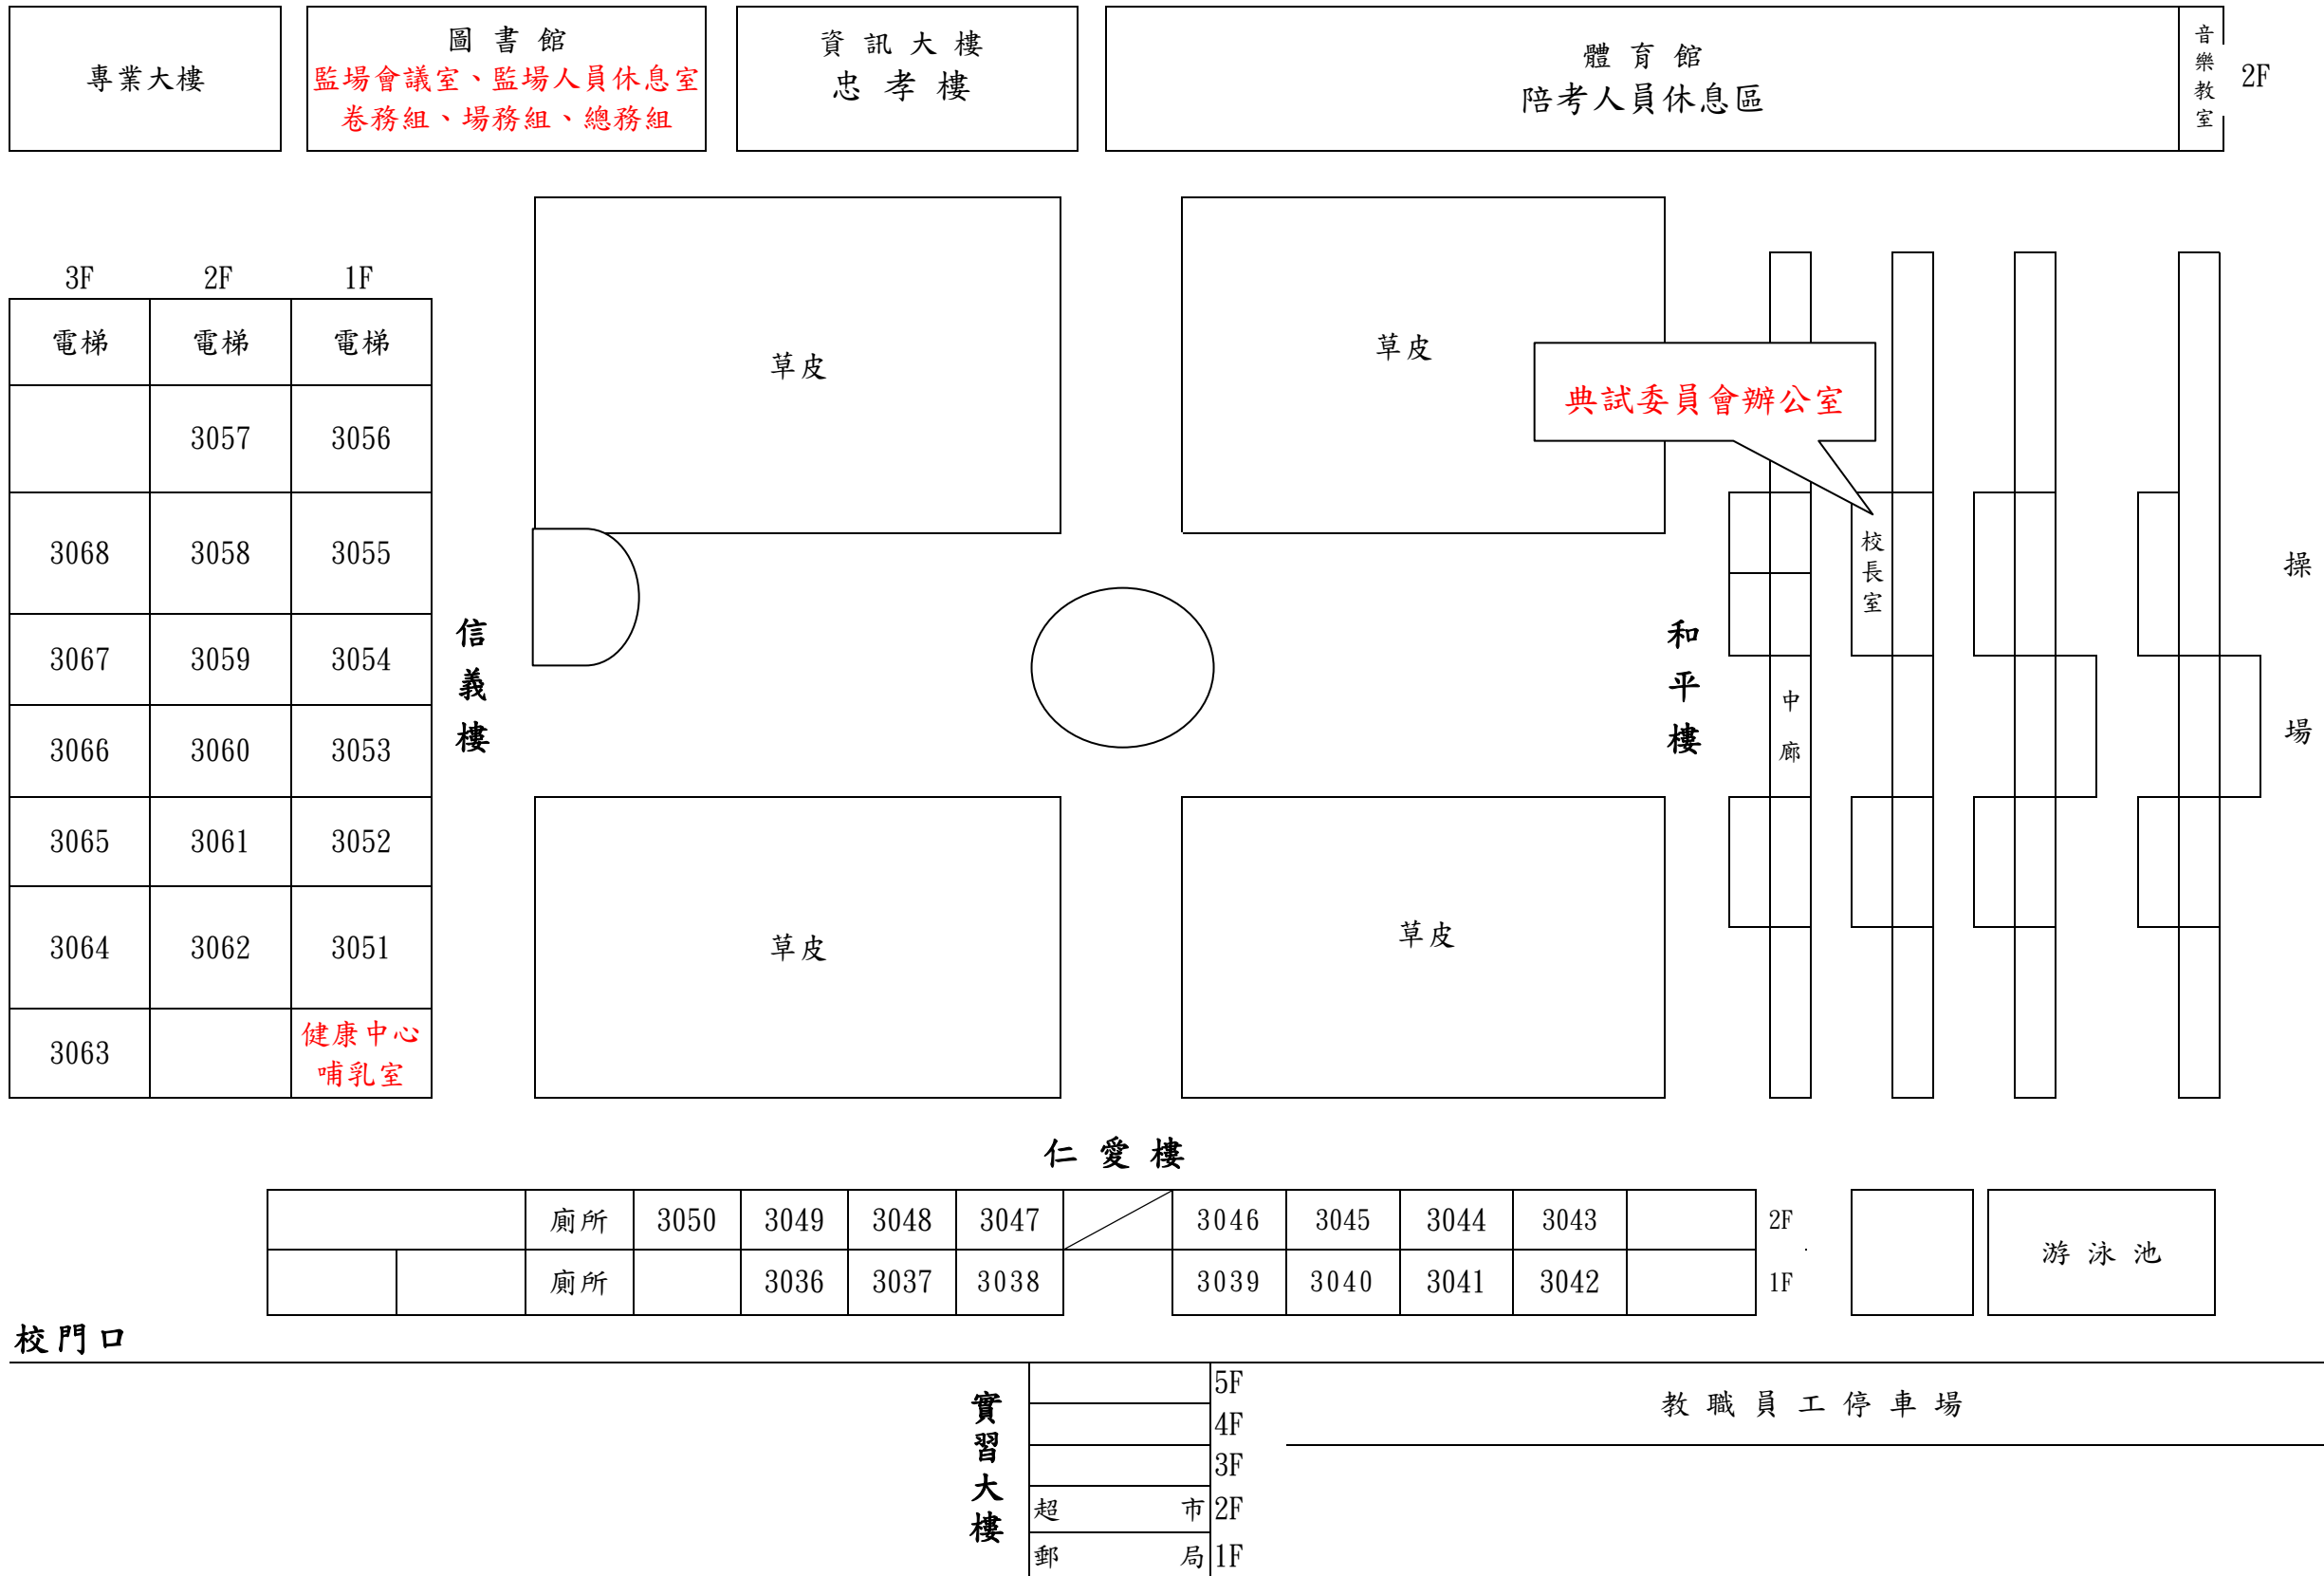 專業大樓
圖書館
監場會議室、監場人員休息室
卷務組、場務組、總務組
資訊大樓
忠孝樓
體育館
陪考人員休息區
音樂教室
2F
3F 2F 1F
電梯 電梯 電梯
3057 3056
3068 3058 3055
3067 3059 3054
3066 3060 3053
3065 3061 3052
3064 3062 3051
3063 健康中心
哺乳室
信義樓
草皮
草皮
草皮
草皮
典試委員會辦公室
校長室
和平樓
中廊
操場
仁愛樓
廁所 3050 3049 3048 3047 3046 3045 3044 3043 2F
廁所 3036 3037 3038 3039 3040 3041 3042 1F
游泳池
校門口
實習大樓
5F
4F
3F
超市 2F
郵局 1F
教職員工停車場